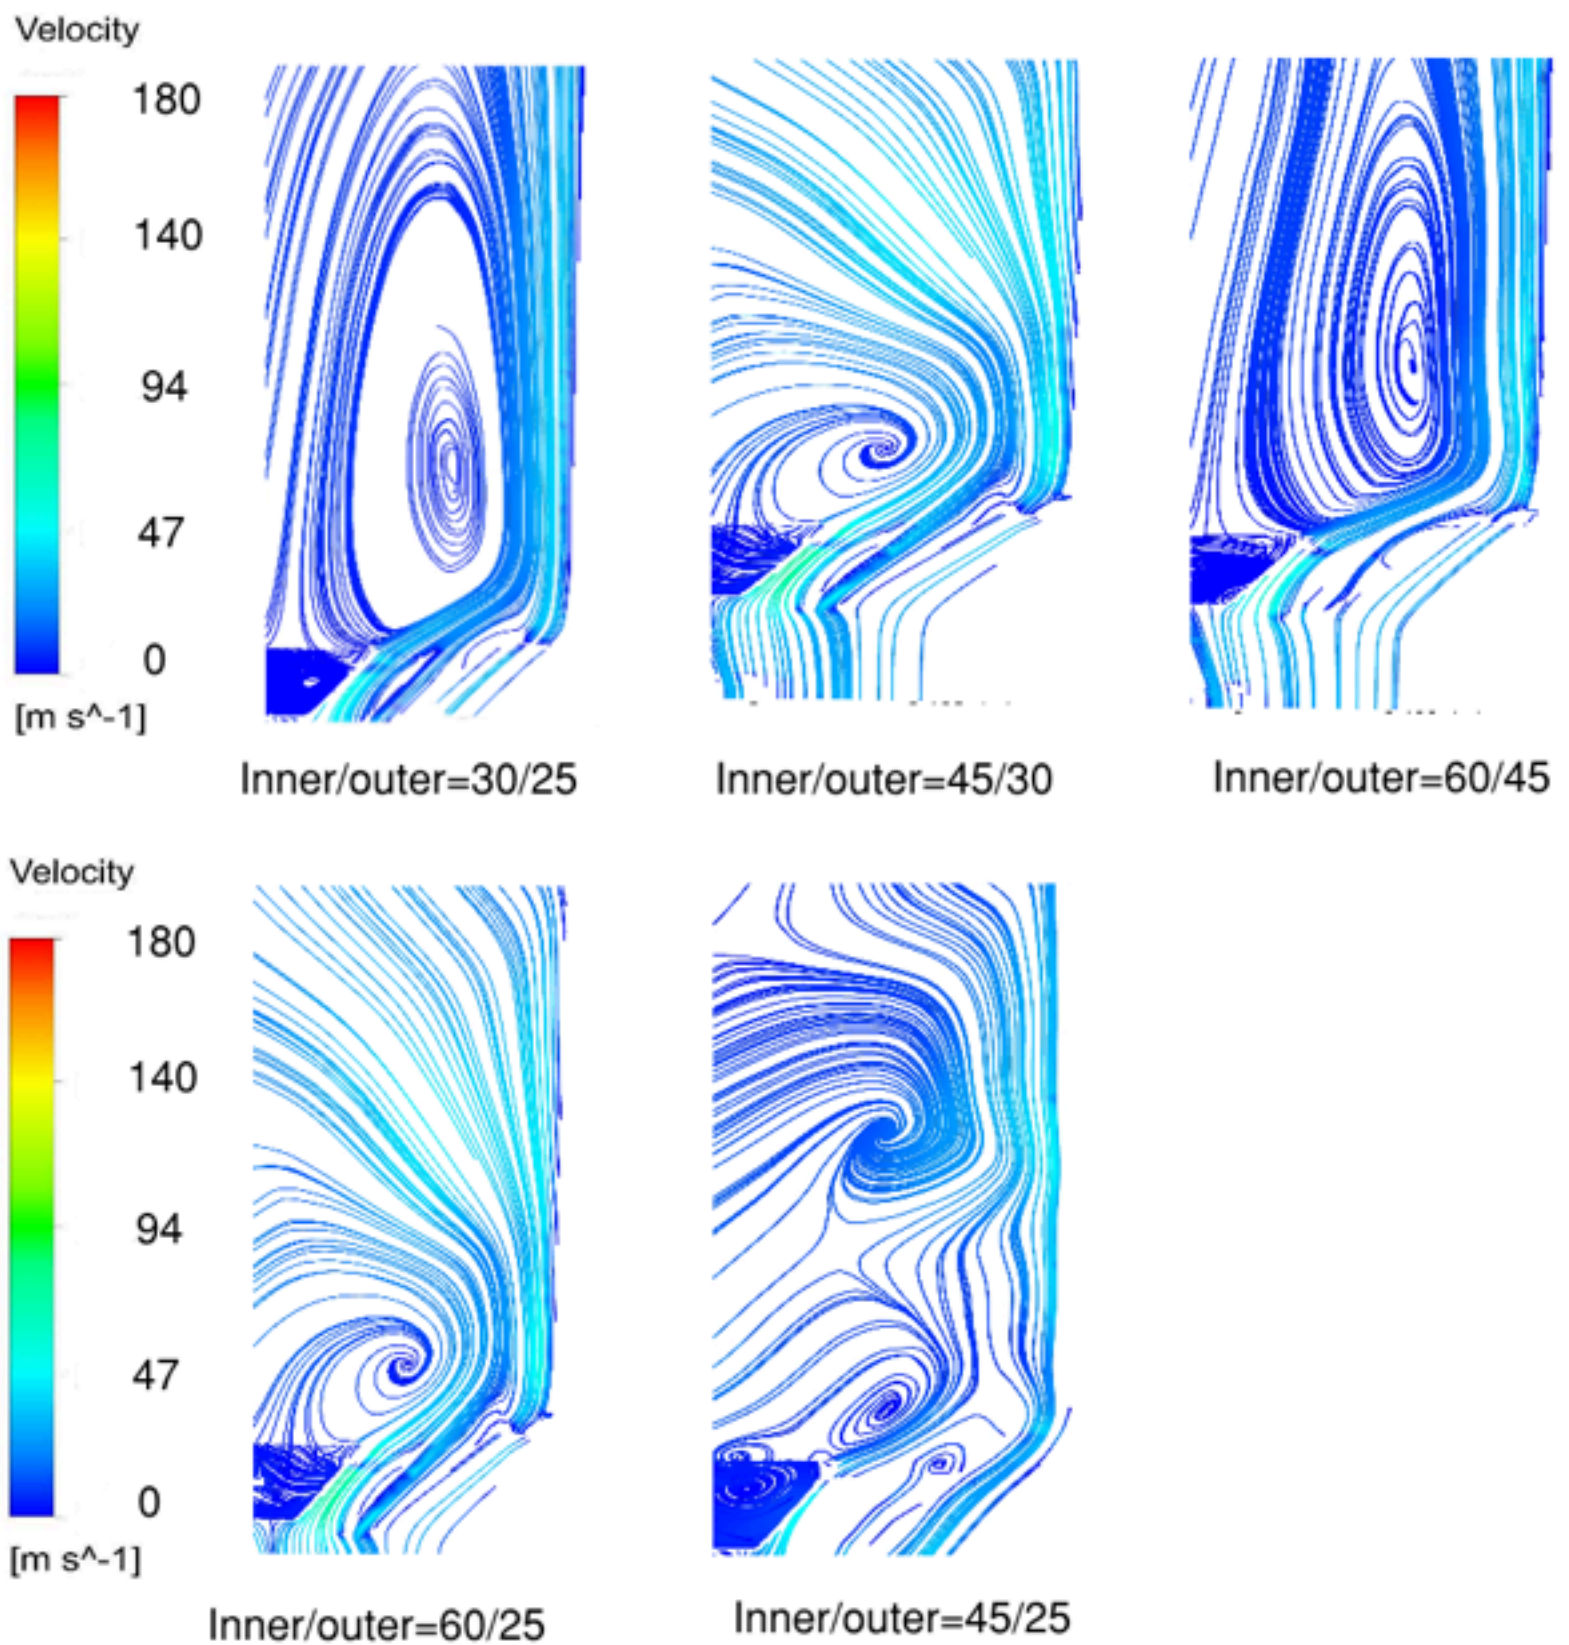 Velocity
180
140
94
47
0
[m s^-1]
Inner/outer=30/25
Inner/outer=45/30
Inner/outer=60/45
Velocity
180
140
94
47
0
[m s^-1]
Inner/outer=60/25
Inner/outer=45/25